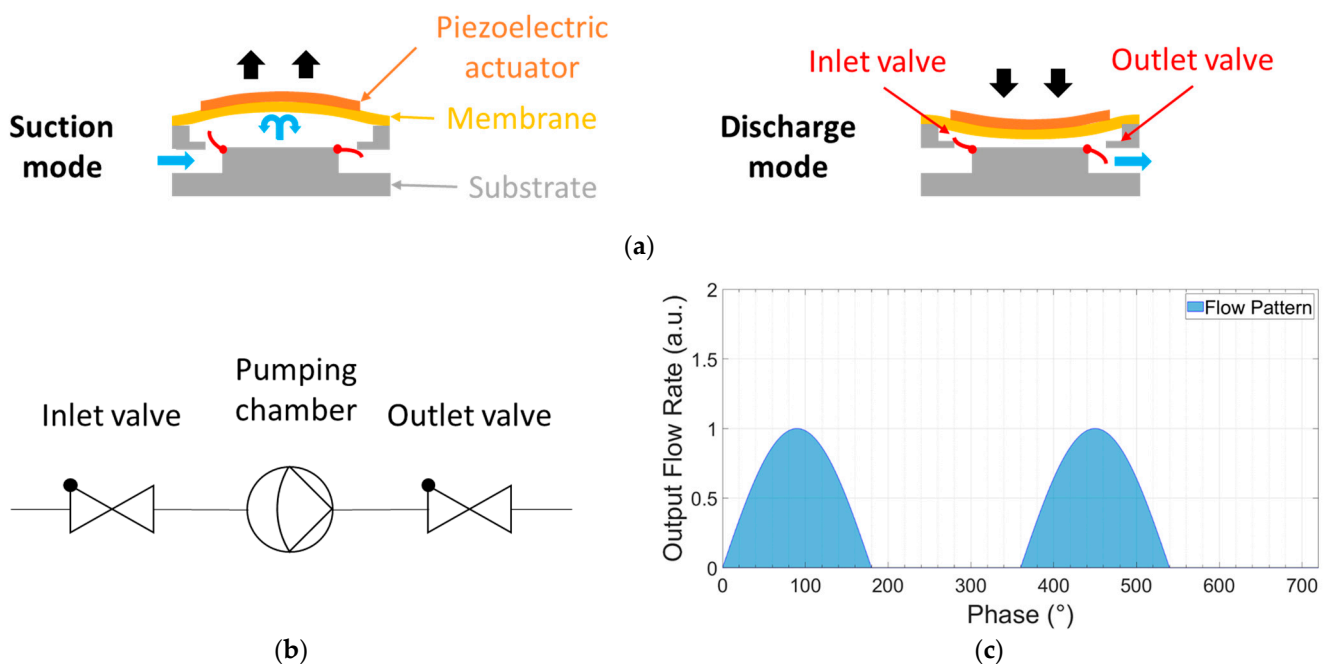 Piezoelectric
actuator
Membrane
Suction
mode
Substrate
Inlet valve
Outlet valve
Discharge
mode
(a)
Pumping
chamber
Inlet valve
Outlet valve
(b)
Flow Pattern
Output Flow Rate (a.u.)
2
1.5
1
0.5
0
0 100 200 300 400 500 600 700
Phase (°)
(c)